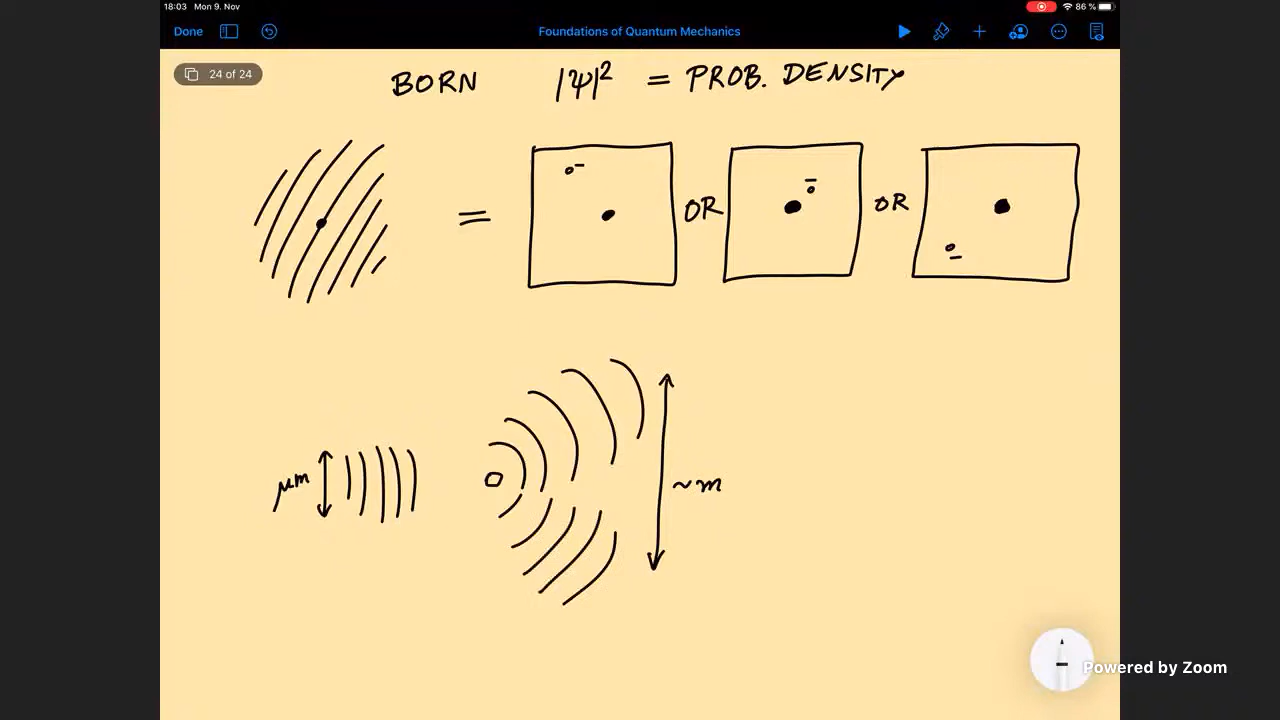 18:03 Mon 9. Nov 86 %
Done Foundations of Quantum Mechanics
24 of 24
BORN |ψ|² = PROB. DENSITY
= OR OR
μm ~m
Powered by Zoom